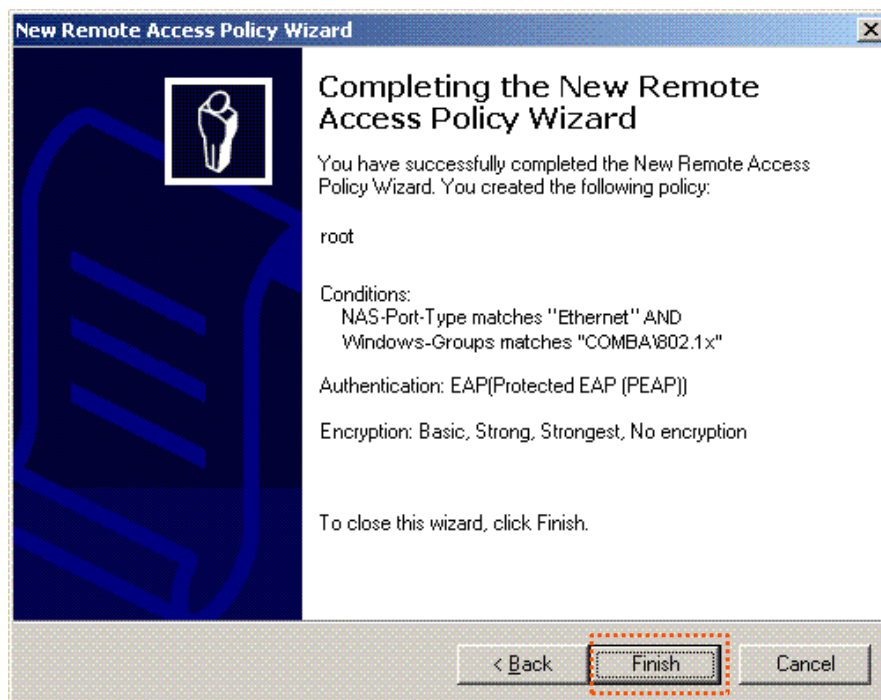 New Remote Access Policy Wizard
Completing the New Remote
Access Policy Wizard
You have successfully completed the New Remote Access
Policy Wizard. You created the following policy:
root
Conditions:
NAS-Port-Type matches "Ethernet" AND
Windows-Groups matches "COMBA\802.1x"
Authentication: EAP(Protected EAP (PEAP))
Encryption: Basic, Strong, Strongest, No encryption
To close this wizard, click Finish.
< Back Finish Cancel